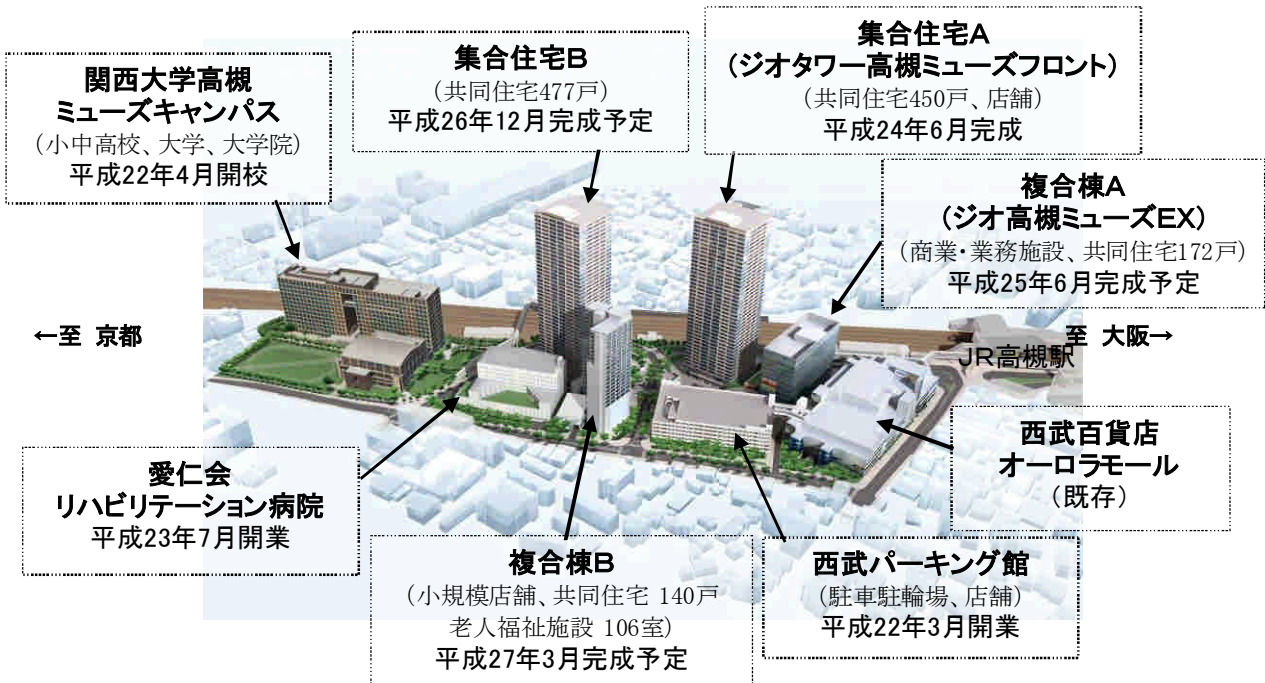 関西大学高槻
ミューズキャンパス
（小中高校、大学、大学院）
平成22年4月開校
集合住宅B
（共同住宅477戸）
平成26年12月完成予定
集合住宅A
（ジオタワー高槻ミューズフロント）
（共同住宅450戸、店舗）
平成24年6月完成
複合棟A
（ジオ高槻ミューズEX）
（商業・業務施設、共同住宅172戸）
平成25年6月完成予定
←至 京都
至 大阪→
JR高槻駅
愛仁会
リハビリテーション病院
平成23年7月開業
複合棟B
（小規模店舗、共同住宅 140戸
老人福祉施設 106室）
平成27年3月完成予定
西武パーキング館
（駐車駐輪場、店舗）
平成22年3月開業
西武百貨店
オーロラモール
（既存）